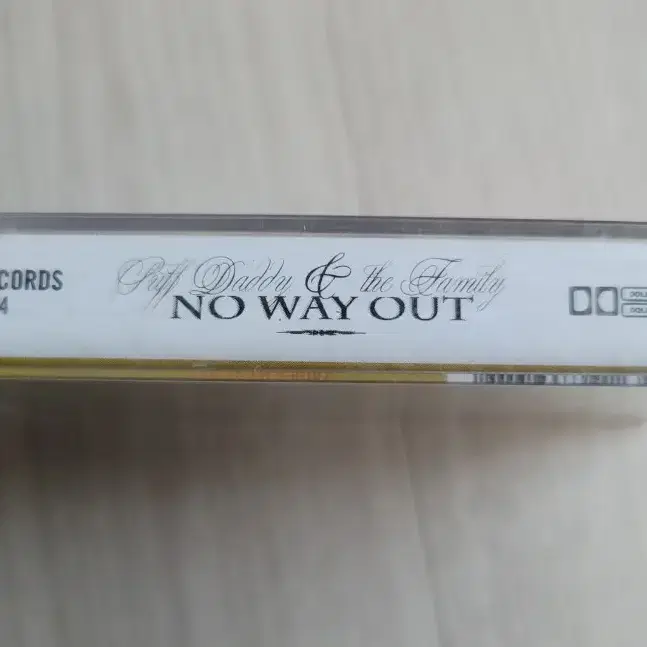 CORDS
4
Puff Daddy & the Family
NO WAY OUT